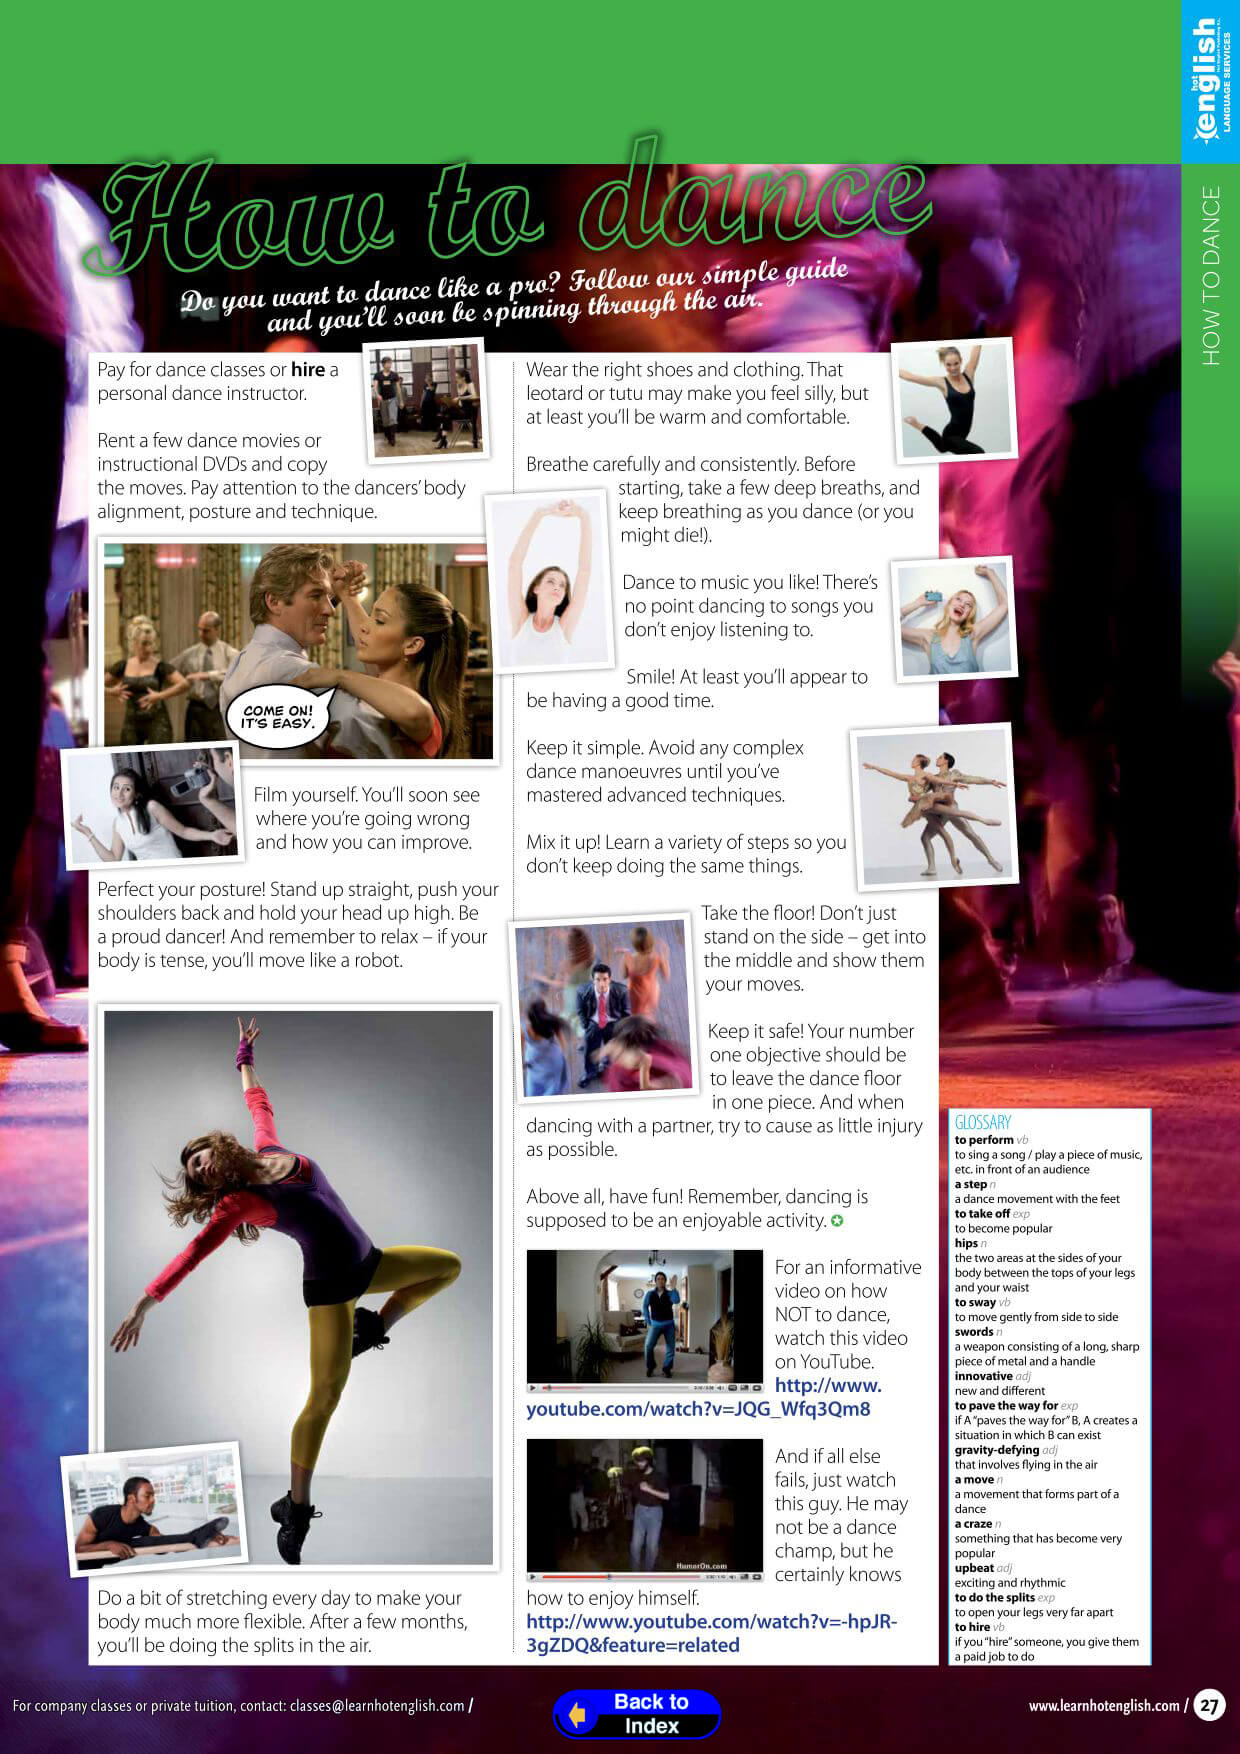 hot
english
LANGUAGE SERVICES
HOW TO DANCE
How to dance
Do you want to dance like a pro? Follow our simple guide
and you'll soon be spinning through the air.
Pay for dance classes or hire a
personal dance instructor.
Rent a few dance movies or
instructional DVDs and copy
the moves. Pay attention to the dancers' body
alignment, posture and technique.
COME ON!
IT'S EASY.
Film yourself. You'll soon see
where you're going wrong
and how you can improve.
Perfect your posture! Stand up straight, push your
shoulders back and hold your head up high. Be
a proud dancer! And remember to relax – if your
body is tense, you'll move like a robot.
Do a bit of stretching every day to make your
body much more flexible. After a few months,
you'll be doing the splits in the air.
Wear the right shoes and clothing. That
leotard or tutu may make you feel silly, but
at least you'll be warm and comfortable.
Breathe carefully and consistently. Before
starting, take a few deep breaths, and
keep breathing as you dance (or you
might die!).
Dance to music you like! There's
no point dancing to songs you
don't enjoy listening to.
Smile! At least you'll appear to
be having a good time.
Keep it simple. Avoid any complex
dance manoeuvres until you've
mastered advanced techniques.
Mix it up! Learn a variety of steps so you
don't keep doing the same things.
Take the floor! Don't just
stand on the side – get into
the middle and show them
your moves.
Keep it safe! Your number
one objective should be
to leave the dance floor
in one piece. And when
dancing with a partner, try to cause as little injury
as possible.
Above all, have fun! Remember, dancing is
supposed to be an enjoyable activity.
For an informative
video on how
NOT to dance,
watch this video
on YouTube.
http://www.
youtube.com/watch?v=JQG_Wfq3Qm8
HumorOn.com
And if all else
fails, just watch
this guy. He may
not be a dance
champ, but he
certainly knows
how to enjoy himself.
http://www.youtube.com/watch?v=-hpJR-
3gZDQ&feature=related
GLOSSARY
to perform vb
to sing a song / play a piece of music,
etc. in front of an audience
a step n
a dance movement with the feet
to take off exp
to become popular
hips n
the two areas at the sides of your
body between the tops of your legs
and your waist
to sway vb
to move gently from side to side
swords n
a weapon consisting of a long, sharp
piece of metal and a handle
innovative adj
new and different
to pave the way for exp
if A "paves the way for" B, A creates a
situation in which B can exist
gravity-defying adj
that involves flying in the air
a move n
a movement that forms part of a
dance
a craze n
something that has become very
popular
upbeat adj
exciting and rhythmic
to do the splits exp
to open your legs very far apart
to hire vb
if you "hire" someone, you give them
a paid job to do
For company classes or private tuition, contact: classes@learnhotenglish.com /
Back to
Index
www.learnhotenglish.com / 27